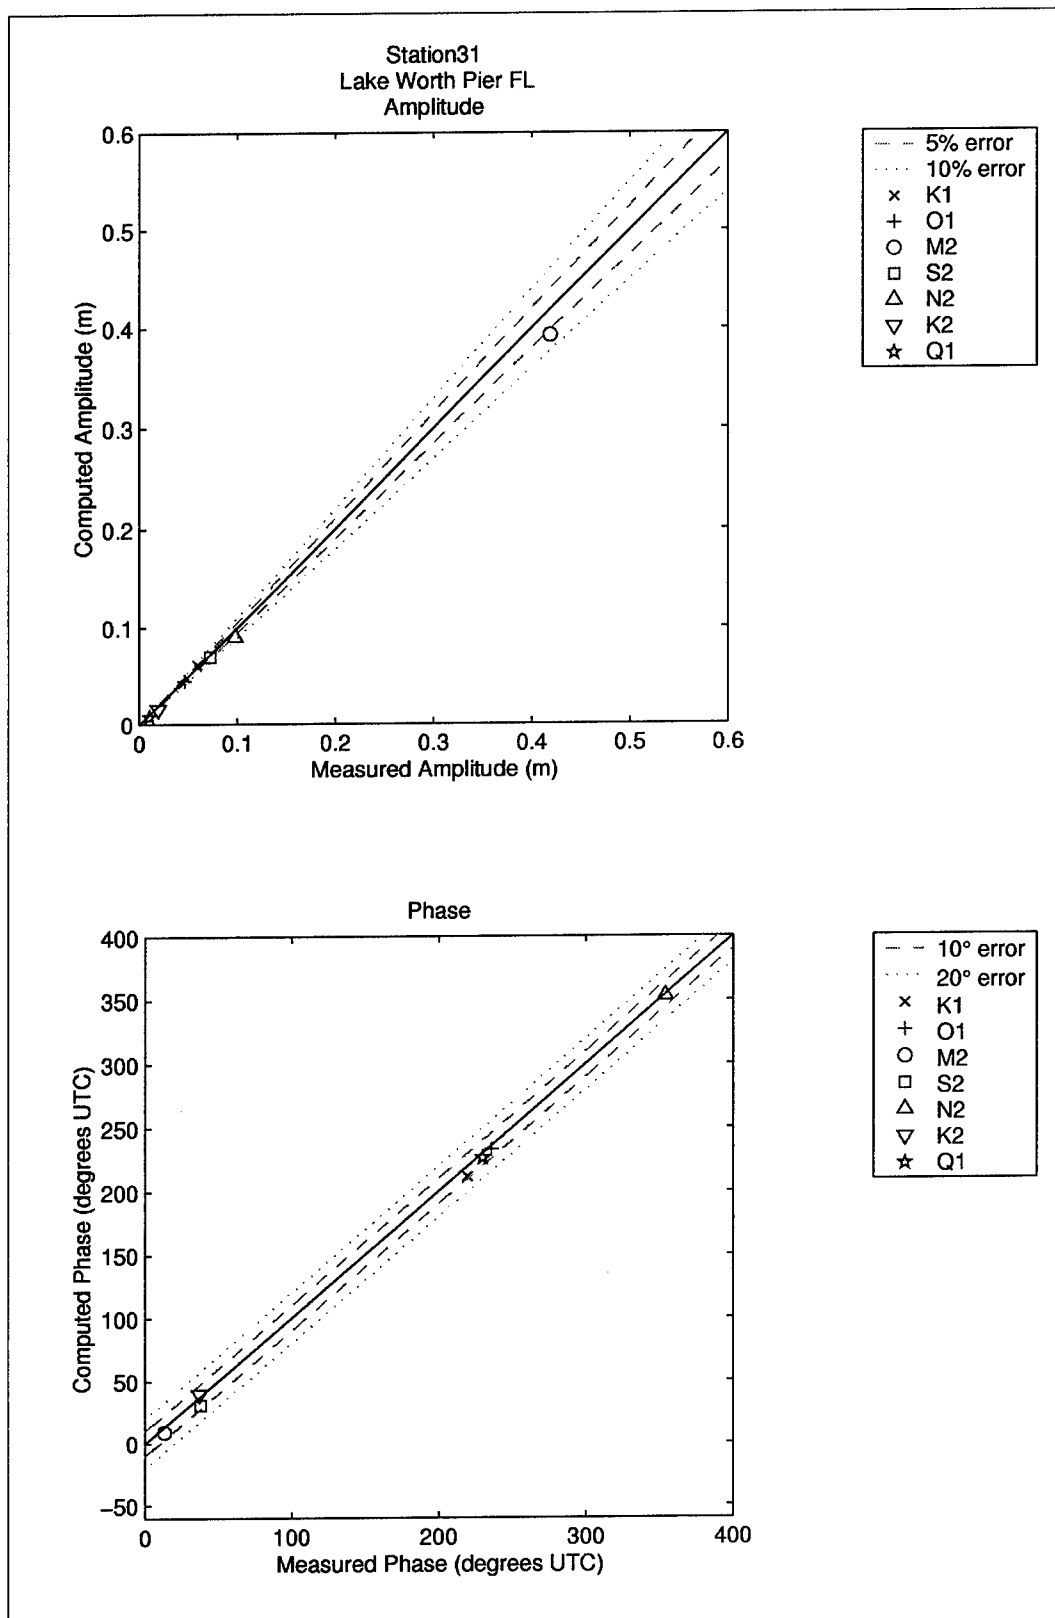 Station31
Lake Worth Pier FL
Amplitude
0.6
0.5
0.4
0.3
0.2
0.1
0
Computed Amplitude (m)
0 0.1 0.2 0.3 0.4 0.5 0.6
Measured Amplitude (m)
5% error
10% error
K1
O1
M2
S2
N2
K2
Q1
Phase
400
350
300
250
200
150
100
50
0
−50
Computed Phase (degrees UTC)
0 100 200 300 400
Measured Phase (degrees UTC)
10° error
20° error
K1
O1
M2
S2
N2
K2
Q1